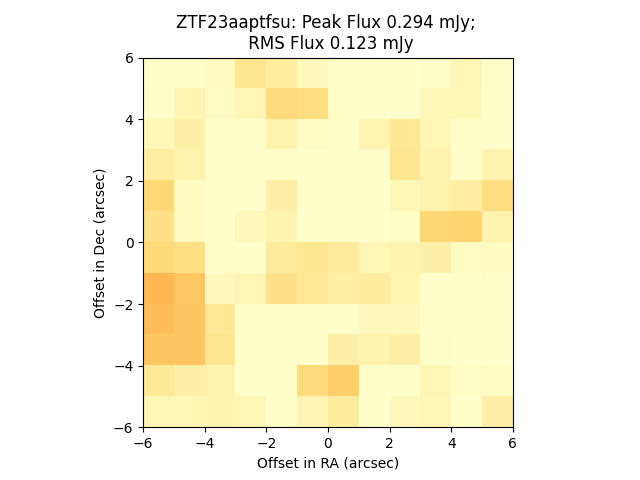 ZTF23aaptfsu: Peak Flux 0.294 mJy;
RMS Flux 0.123 mJy
6
4
2
0
−2
−4
−6
Offset in Dec (arcsec)
−6 −4 −2 0 2 4 6
Offset in RA (arcsec)